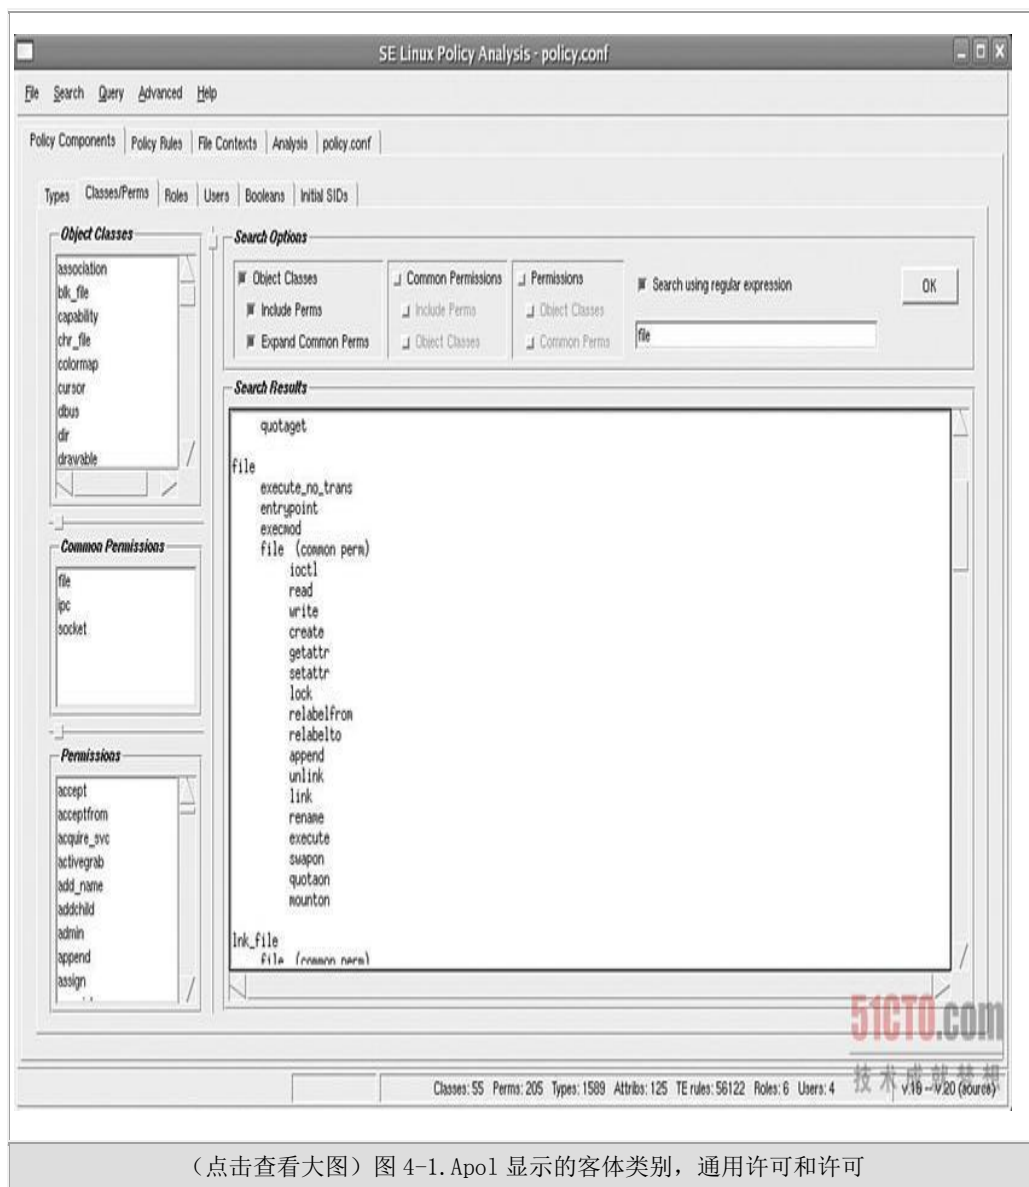 SE Linux Policy Analysis - policy.conf
File Search Query Advanced Help
Policy Components Policy Rules File Contexts Analysis policy.conf
Types Classes/Perms Roles Users Booleans Initial SIDs
Object Classes
association
blk_file
capability
chr_file
colormap
cursor
dbus
dir
drawable
Common Permissions
file
ipc
socket
Permissions
accept
acceptfrom
acquire_svc
activegrab
add_name
addchild
admin
append
assign
Search Options
Object Classes Common Permissions Permissions Search using regular expression OK
Include Perms Include Perms Object Classes
Expand Common Perms Object Classes Common Perms file
Search Results
quotaget
file
execute_no_trans
entrypoint
execmod
file (common perm)
ioctl
read
write
create
getattr
setattr
lock
relabelfrom
relabelto
append
unlink
link
rename
execute
swapon
quotaon
mounton
lnk_file
file (common perm)
51CTO.com
技术成就梦想
Classes: 55 Perms: 205 Types: 1589 Attribs: 125 TE rules: 56122 Roles: 6 Users: 4 v.18 -- v.20 (source)
（点击查看大图）图 4-1.Apol 显示的客体类别，通用许可和许可